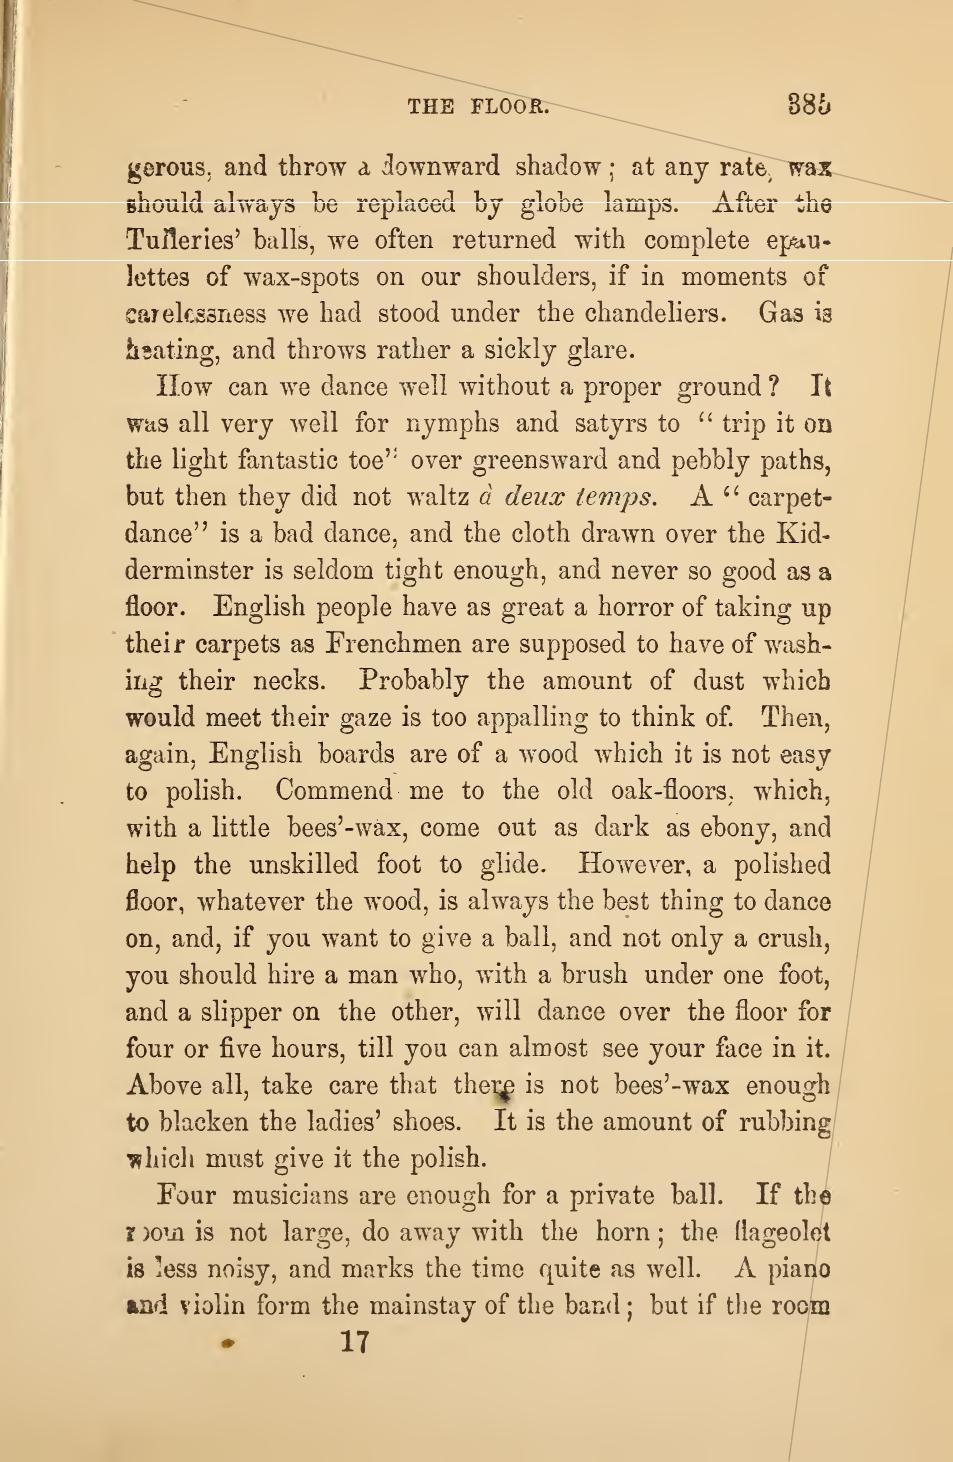 THE FLOOR. 385
gerous, and throw a downward shadow; at any rate, wax
should always be replaced by globe lamps. After the
Tuileries' balls, we often returned with complete epau-
lettes of wax-spots on our shoulders, if in moments of
carelessness we had stood under the chandeliers. Gas is
heating, and throws rather a sickly glare.
How can we dance well without a proper ground? It
was all very well for nymphs and satyrs to "trip it on
the light fantastic toe" over greensward and pebbly paths,
but then they did not waltz à deux temps. A "carpet-
dance" is a bad dance, and the cloth drawn over the Kid-
derminster is seldom tight enough, and never so good as a
floor. English people have as great a horror of taking up
their carpets as Frenchmen are supposed to have of wash-
ing their necks. Probably the amount of dust which
would meet their gaze is too appalling to think of. Then,
again, English boards are of a wood which it is not easy
to polish. Commend me to the old oak-floors, which,
with a little bees'-wax, come out as dark as ebony, and
help the unskilled foot to glide. However, a polished
floor, whatever the wood, is always the best thing to dance
on, and, if you want to give a ball, and not only a crush,
you should hire a man who, with a brush under one foot,
and a slipper on the other, will dance over the floor for
four or five hours, till you can almost see your face in it.
Above all, take care that there is not bees'-wax enough
to blacken the ladies' shoes. It is the amount of rubbing
which must give it the polish.
Four musicians are enough for a private ball. If the
room is not large, do away with the horn; the flageolet
is less noisy, and marks the time quite as well. A piano
and violin form the mainstay of the band; but if the room
17